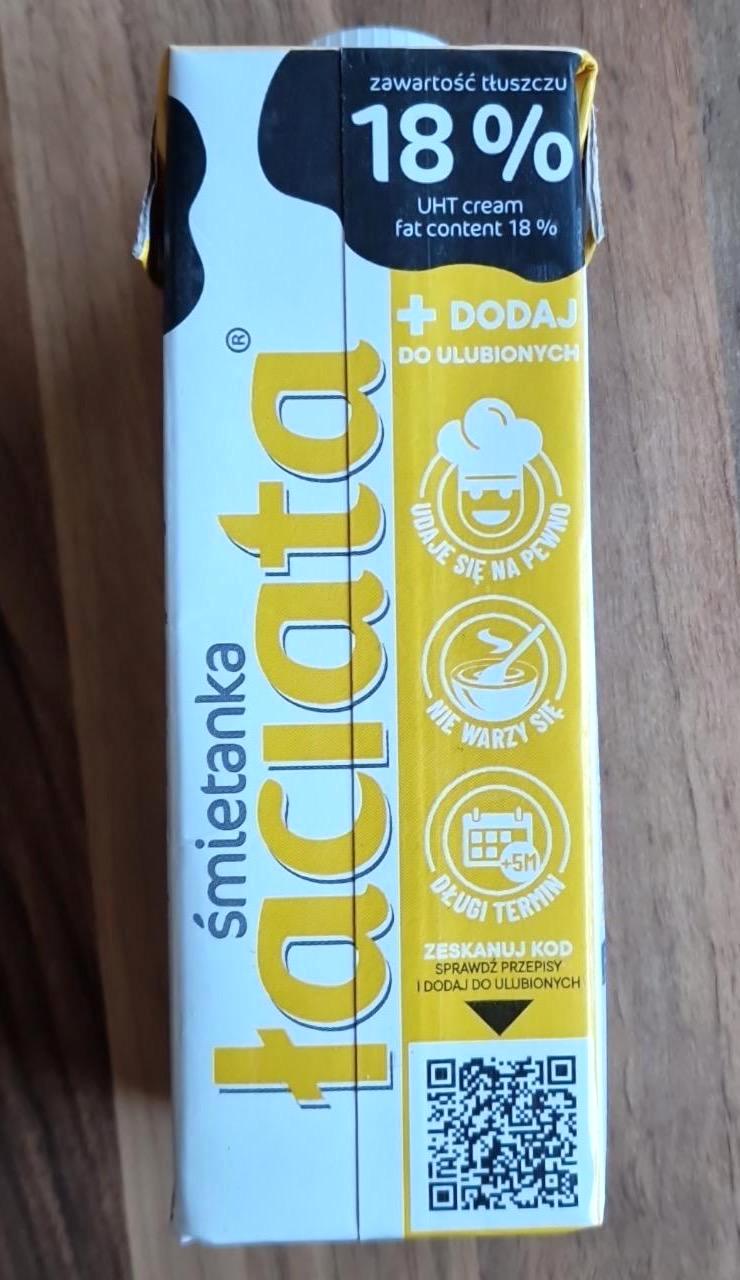 zawartość tłuszczu
18 %
UHT cream
fat content 18 %
śmietanka
łaciata®
+ DODAJ
DO ULUBIONYCH
UDAJE SIĘ NA PEWNO
NIE WARZY SIĘ
+5M
DŁUGI TERMIN
ZESKANUJ KOD
SPRAWDŹ PRZEPISY
I DODAJ DO ULUBIONYCH